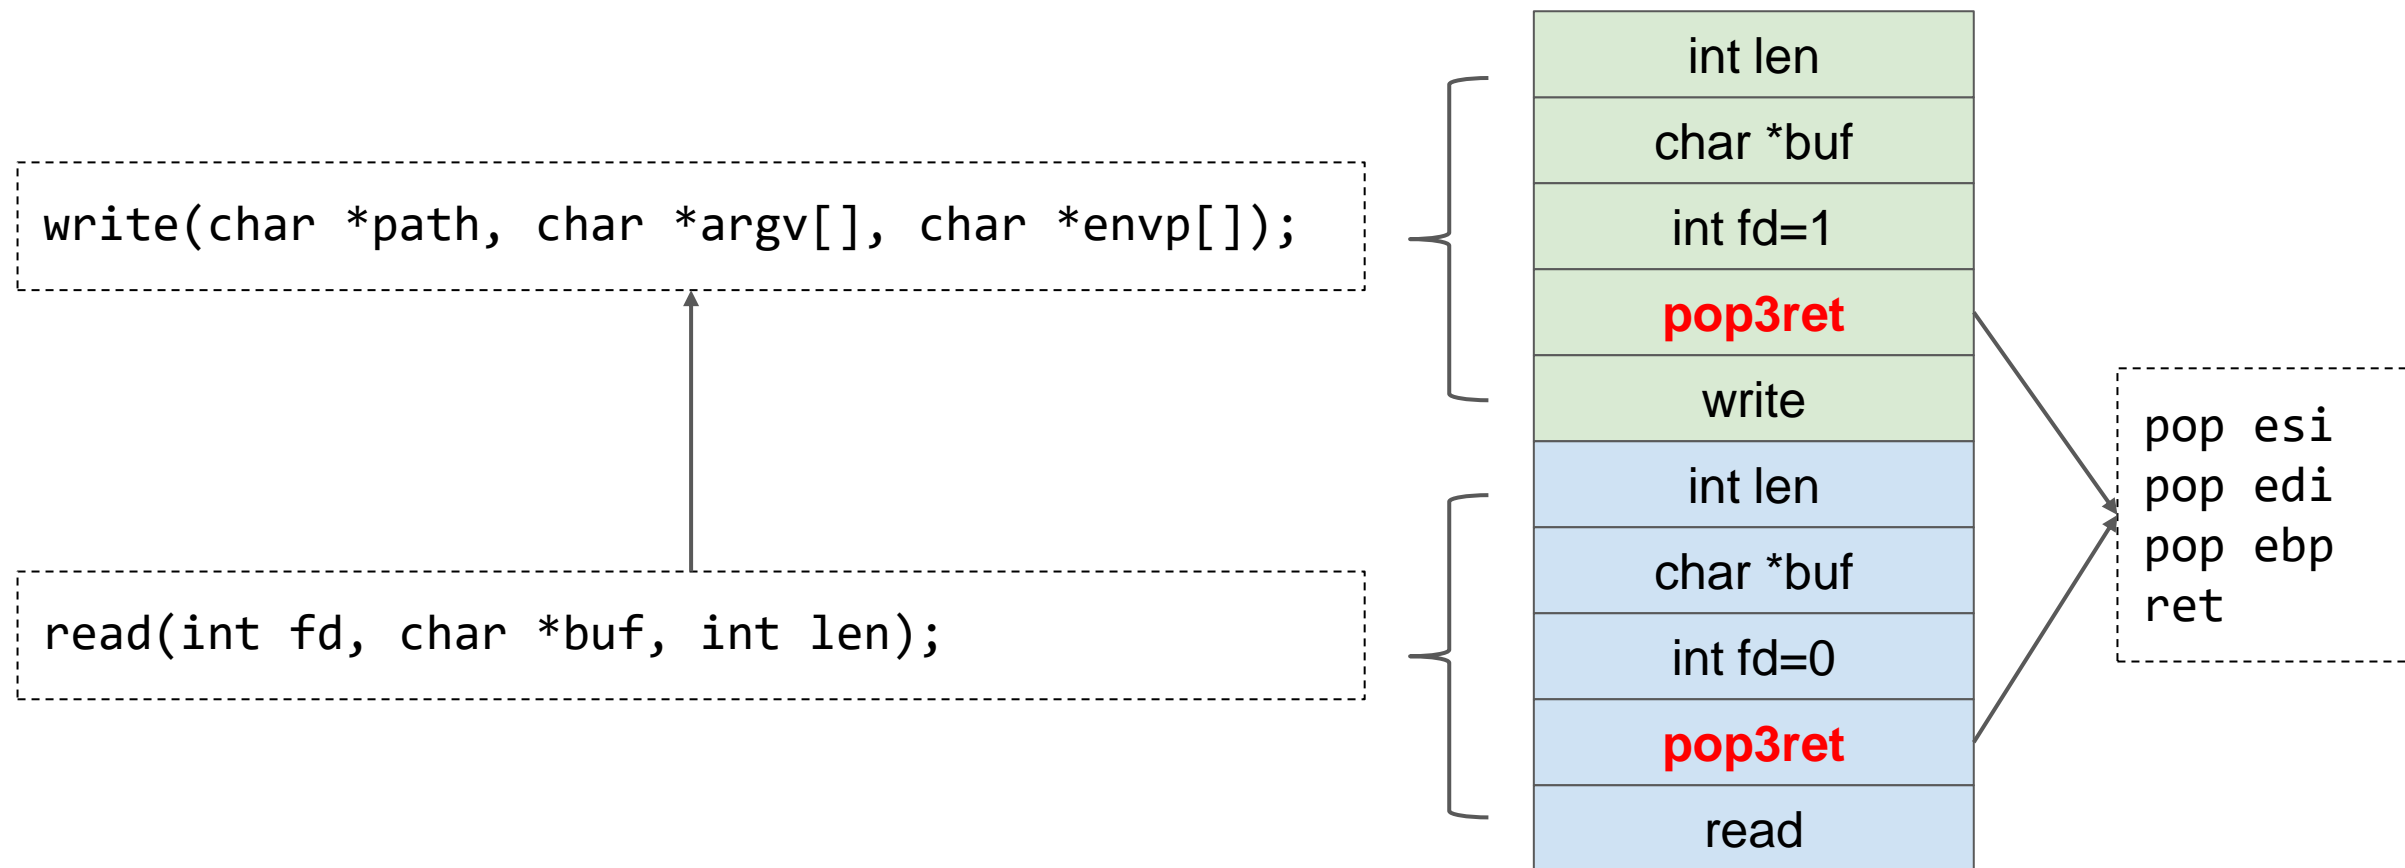 write(char *path, char *argv[], char *envp[]);
read(int fd, char *buf, int len);
int len
char *buf
int fd=1
pop3ret
write
int len
char *buf
int fd=0
pop3ret
read
pop esi
pop edi
pop ebp
ret